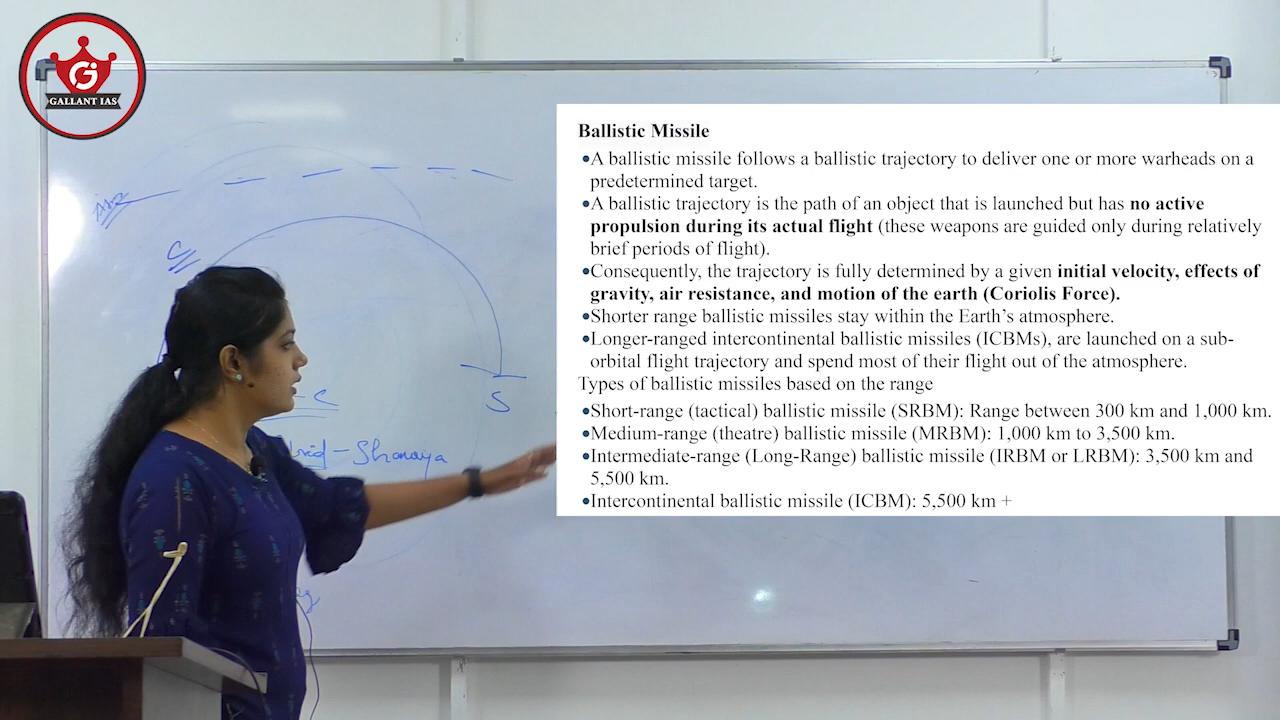 GALLANT IAS
C
S
- Shaurya
Ballistic Missile
•A ballistic missile follows a ballistic trajectory to deliver one or more warheads on a
predetermined target.
•A ballistic trajectory is the path of an object that is launched but has no active
propulsion during its actual flight (these weapons are guided only during relatively
brief periods of flight).
•Consequently, the trajectory is fully determined by a given initial velocity, effects of
gravity, air resistance, and motion of the earth (Coriolis Force).
•Shorter range ballistic missiles stay within the Earth’s atmosphere.
•Longer-ranged intercontinental ballistic missiles (ICBMs), are launched on a sub-
orbital flight trajectory and spend most of their flight out of the atmosphere.
Types of ballistic missiles based on the range
•Short-range (tactical) ballistic missile (SRBM): Range between 300 km and 1,000 km.
•Medium-range (theatre) ballistic missile (MRBM): 1,000 km to 3,500 km.
•Intermediate-range (Long-Range) ballistic missile (IRBM or LRBM): 3,500 km and
5,500 km.
•Intercontinental ballistic missile (ICBM): 5,500 km +